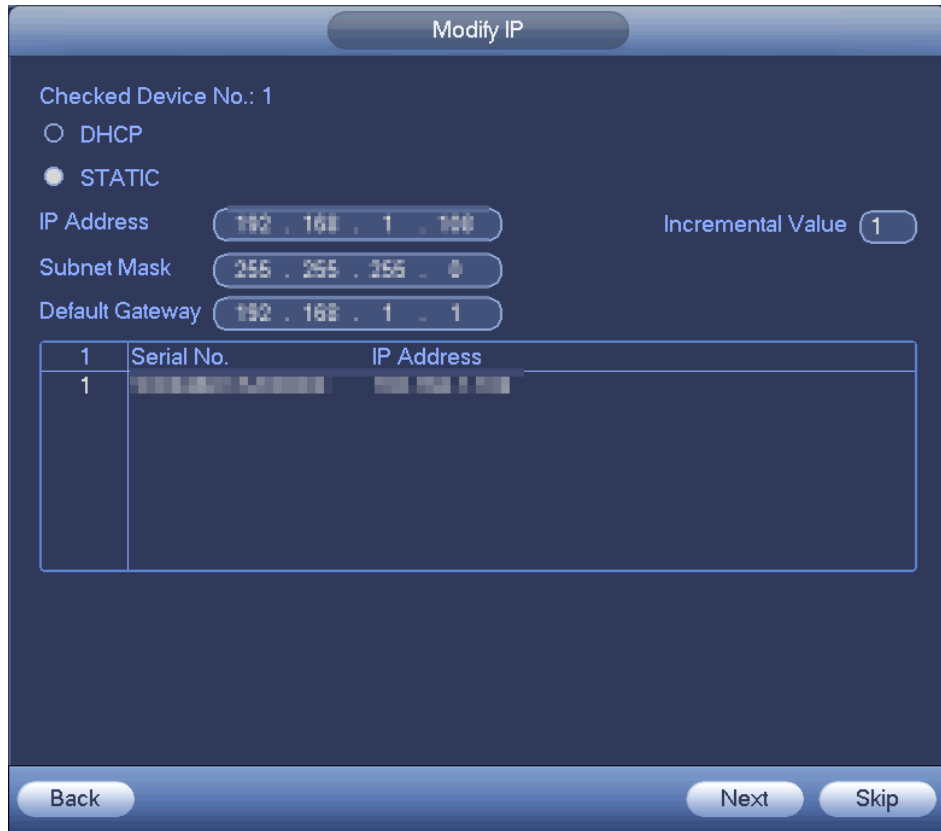 Modify IP
Checked Device No.: 1
DHCP
STATIC
IP Address 192 . 168 . 1 . 108 Incremental Value 1
Subnet Mask 255 . 255 . 255 . 0
Default Gateway 192 . 168 . 1 . 1
1 Serial No. IP Address
1
Back Next Skip